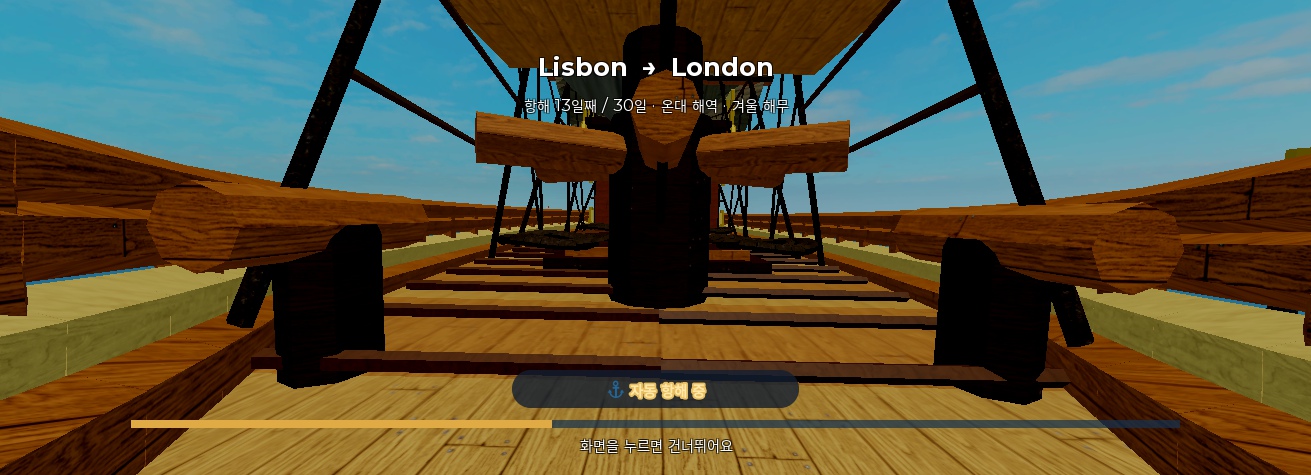 Lisbon → London
항해 13일째 / 30일 · 온대 해역 · 겨울 해무
⚓ 자동 항해 중
화면을 누르면 건너뛰어요